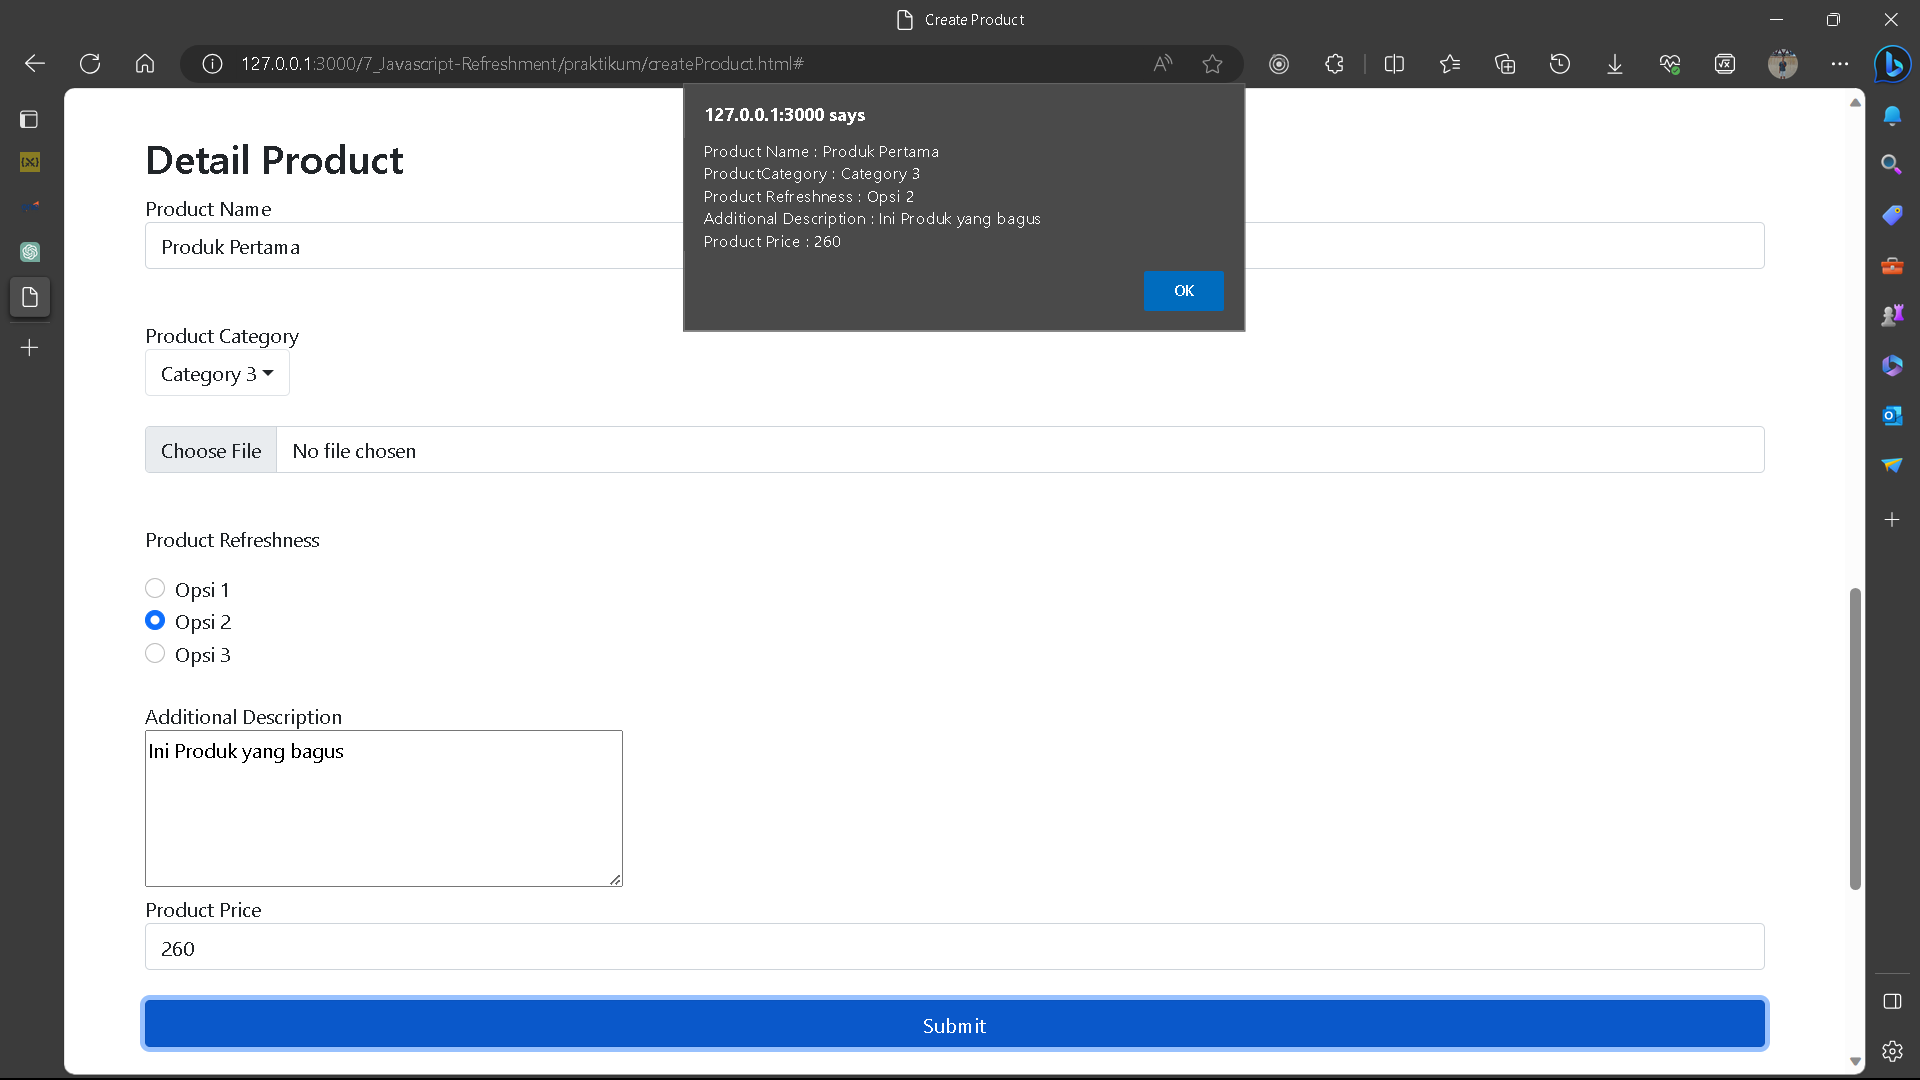 Create Product
127.0.0.1:3000/7_Javascript-Refreshment/praktikum/createProduct.html#
127.0.0.1:3000 says
Product Name : Produk Pertama
ProductCategory : Category 3
Product Refreshness : Opsi 2
Additional Description : Ini Produk yang bagus
Product Price : 260
OK
Detail Product
Product Name
Produk Pertama
Product Category
Category 3
Choose File No file chosen
Product Refreshness
Opsi 1
Opsi 2
Opsi 3
Additional Description
Ini Produk yang bagus
Product Price
260
Submit